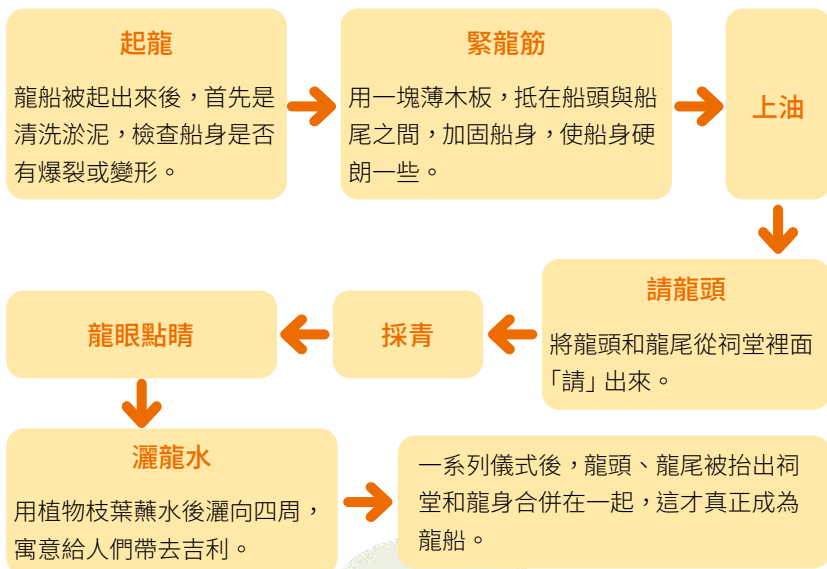 起龍
龍船被起出來後，首先是
清洗淤泥，檢查船身是否
有爆裂或變形。
緊龍筋
用一塊薄木板，抵在船頭與船
尾之間，加固船身，使船身硬
朗一些。
上油
請龍頭
將龍頭和龍尾從祠堂裡面
「請」出來。
採青
龍眼點睛
灑龍水
用植物枝葉蘸水後灑向四周，
寓意給人們帶去吉利。
一系列儀式後，龍頭、龍尾被抬出祠
堂和龍身合併在一起，這才真正成為
龍船。